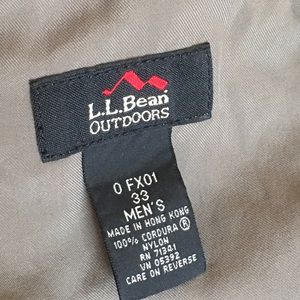 L.L.Bean
OUTDOORS
0 FX01
33
MEN'S
MADE IN HONG KONG
100% CORDURA ®
NYLON
RN 71341
VN 05392
CARE ON REVERSE